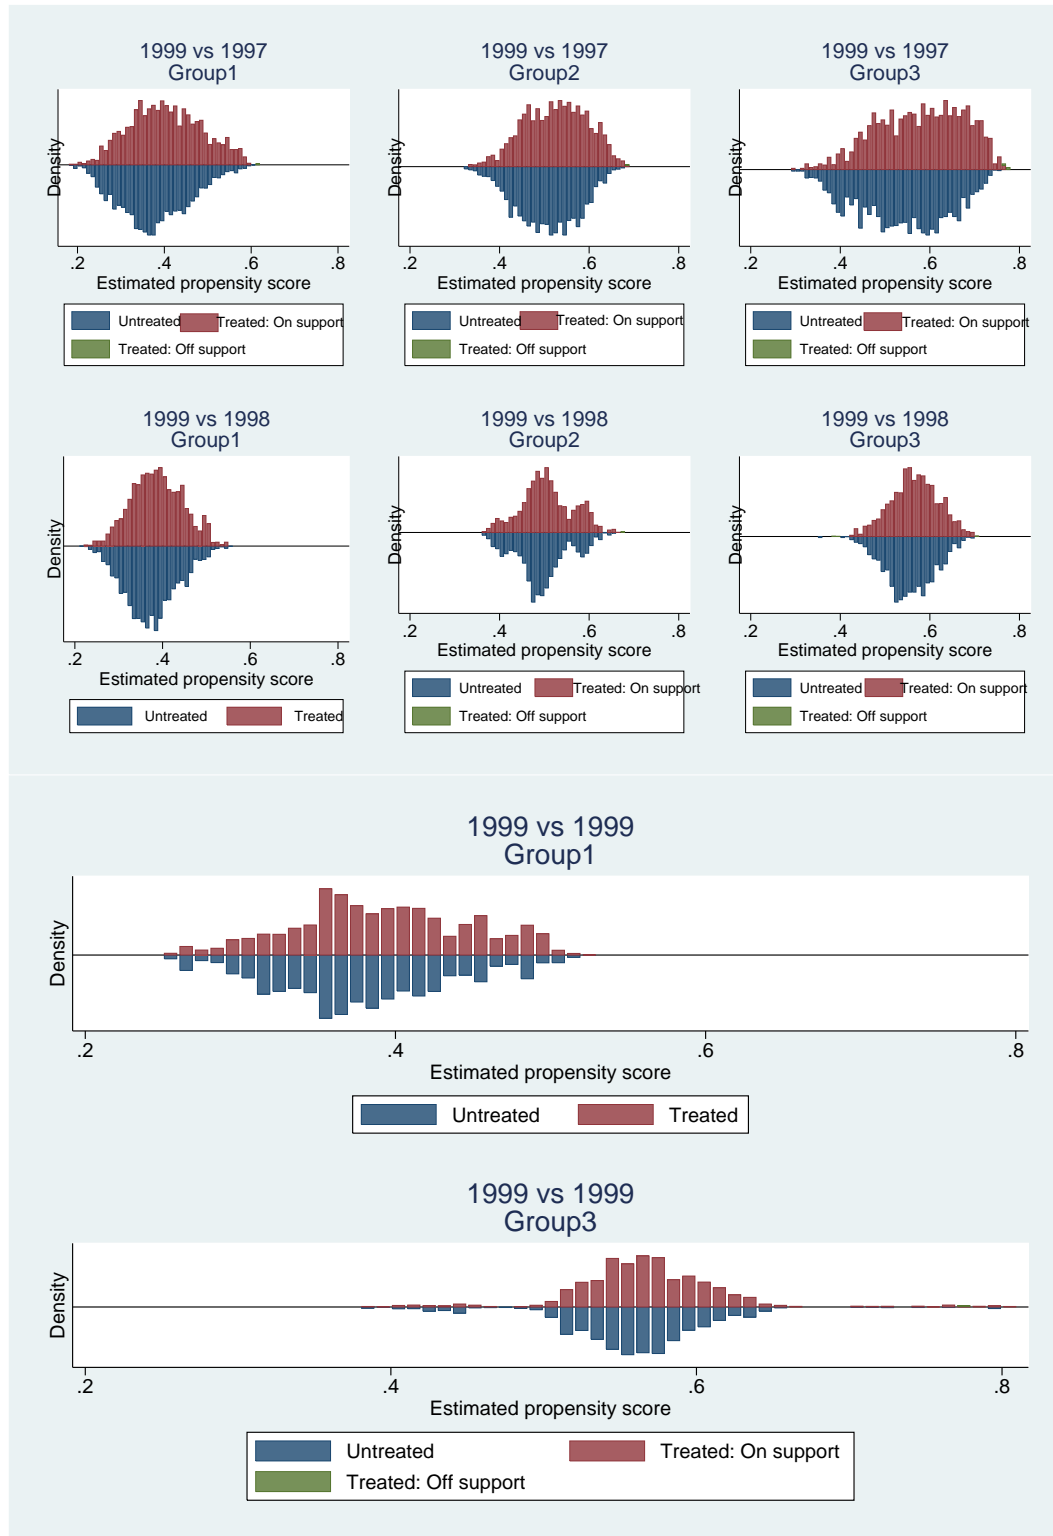 1999 vs 1997
Group1
Density
.2 .4 .6 .8
Estimated propensity score
Untreated Treated: On support
Treated: Off support
1999 vs 1997
Group2
Density
.2 .4 .6 .8
Estimated propensity score
Untreated Treated: On support
Treated: Off support
1999 vs 1997
Group3
Density
.2 .4 .6 .8
Estimated propensity score
Untreated Treated: On support
Treated: Off support
1999 vs 1998
Group1
Density
.2 .4 .6 .8
Estimated propensity score
Untreated Treated
1999 vs 1998
Group2
Density
.2 .4 .6 .8
Estimated propensity score
Untreated Treated: On support
Treated: Off support
1999 vs 1998
Group3
Density
.2 .4 .6 .8
Estimated propensity score
Untreated Treated: On support
Treated: Off support
1999 vs 1999
Group1
Density
.2 .4 .6 .8
Estimated propensity score
Untreated Treated
1999 vs 1999
Group3
Density
.2 .4 .6 .8
Estimated propensity score
Untreated Treated: On support
Treated: Off support